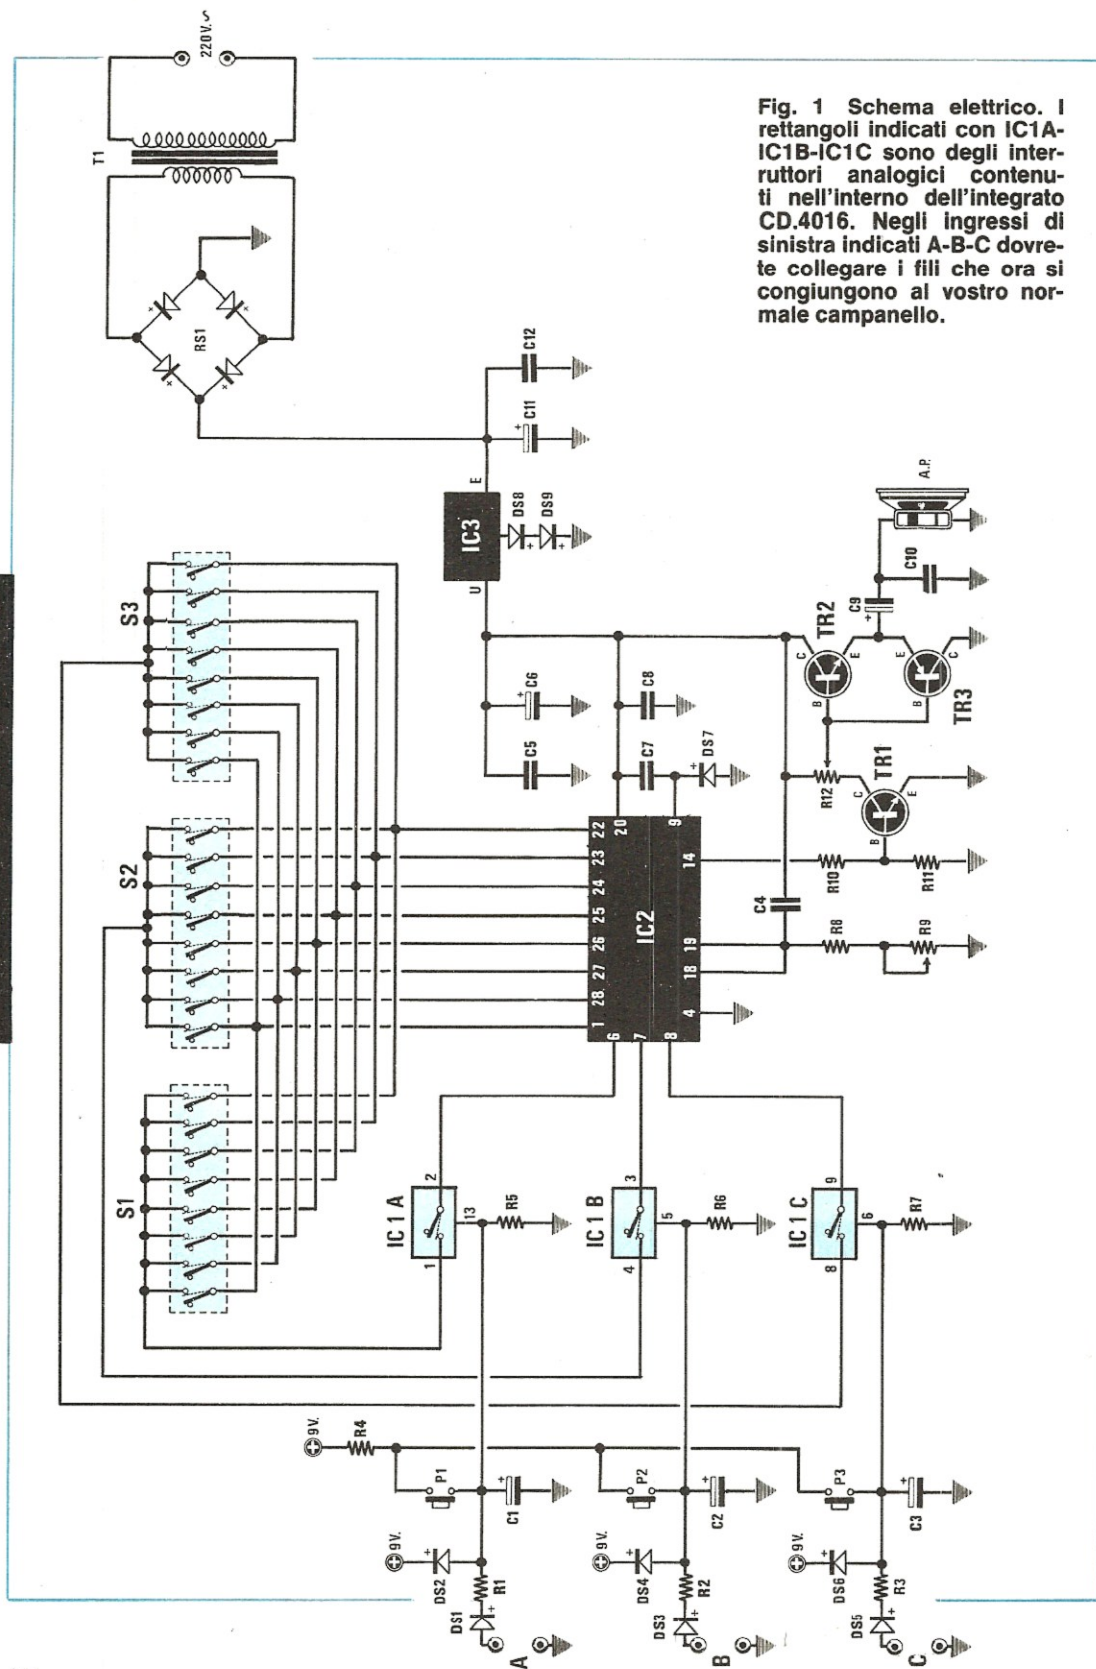 Fig. 1 Schema elettrico. I
rettangoli indicati con IC1A-
IC1B-IC1C sono degli inter-
ruttori analogici contenu-
ti nell'interno dell'integrato
CD.4016. Negli ingressi di
sinistra indicati A-B-C dovre-
te collegare i fili che ora si
congiungono al vostro nor-
male campanello.
220V.
T1
RS1
C12
C11
E
IC3
U
DS8
DS9
S3
S2
S1
C5
C6
C7
C8
DS7
A.P.
C10
C9
TR2
TR3
TR1
C
B
E
E
B
C
C
B
E
R12
R10
R11
C4
R8
R9
IC2
1 28 27 26 25 24 23 22
20
9
14
19
18
4
6
7
8
IC 1 A
1
2
13
R5
IC 1 B
4
3
5
R6
IC 1 C
8
9
6
R7
9V.
R4
P1
P2
P3
C1
C2
C3
9V.
DS2
DS1
R1
A
9V.
DS4
DS3
R2
B
9V.
DS6
DS5
R3
C